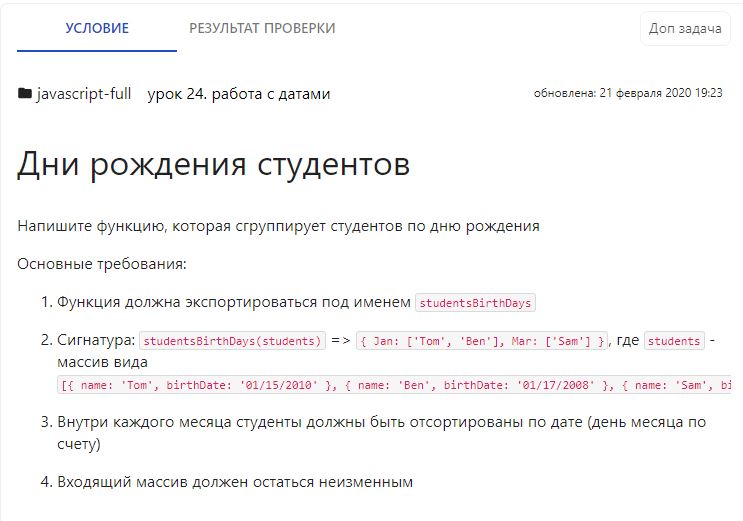 УСЛОВИЕ РЕЗУЛЬТАТ ПРОВЕРКИ Доп задача
javascript-full урок 24. работа с датами обновлена: 21 февраля 2020 19:23
Дни рождения студентов
Напишите функцию, которая сгруппирует студентов по дню рождения
Основные требования:
1. Функция должна экспортироваться под именем studentsBirthDays
2. Сигнатура: studentsBirthDays(students) => { Jan: ['Tom', 'Ben'], Mar: ['Sam'] }, где students -
массив вида
[{ name: 'Tom', birthDate: '01/15/2010' }, { name: 'Ben', birthDate: '01/17/2008' }, { name: 'Sam', bi
3. Внутри каждого месяца студенты должны быть отсортированы по дате (день месяца по
счету)
4. Входящий массив должен остаться неизменным